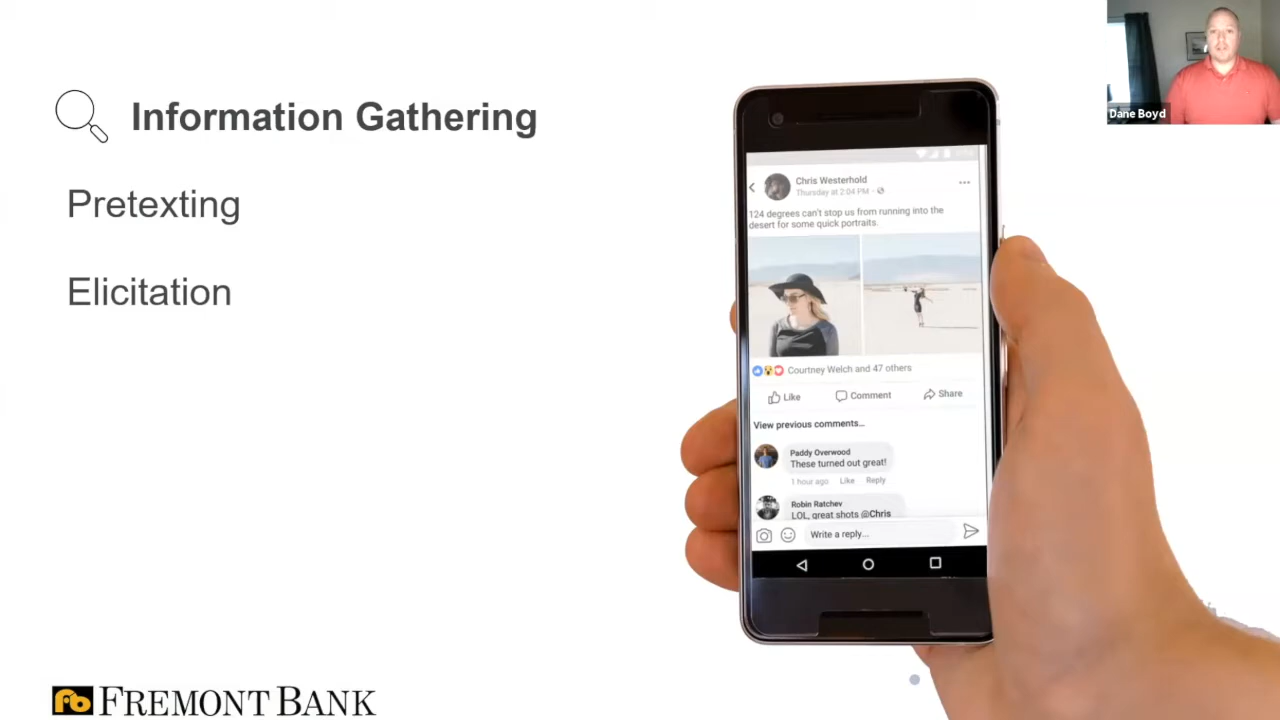 Information Gathering
Pretexting
Elicitation
Chris Westerhold
Thursday at 2:04 PM
124 degrees can't stop us from running into the
desert for some quick portraits.
Courtney Welch and 47 others
Like Comment Share
View previous comments...
Paddy Overwood
These turned out great!
1 hour ago Like Reply
Robin Ratchev
LOL, great shots @Chris
Write a reply...
Dane Boyd
fb FREMONT BANK